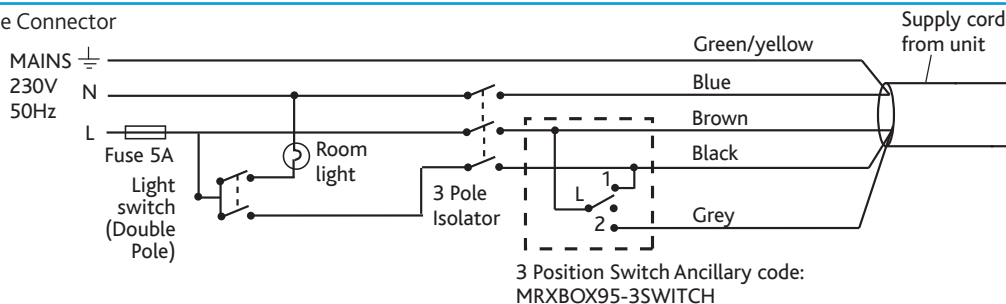 e Connector
MAINS
230V
50Hz
N
L
Fuse 5A
Light
switch
(Double
Pole)
Room
light
3 Pole
Isolator
Green/yellow
Blue
Brown
Black
Grey
L
1
2
Supply cord
from unit
3 Position Switch Ancillary code:
MRXBOX95-3SWITCH